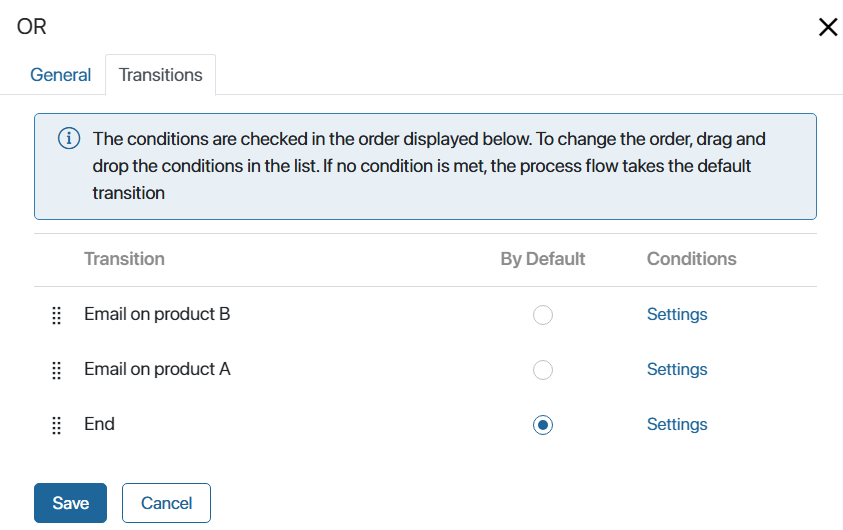 OR
General Transitions
The conditions are checked in the order displayed below. To change the order, drag and
drop the conditions in the list. If no condition is met, the process flow takes the default
transition
Transition By Default Conditions
Email on product B Settings
Email on product A Settings
End Settings
Save Cancel